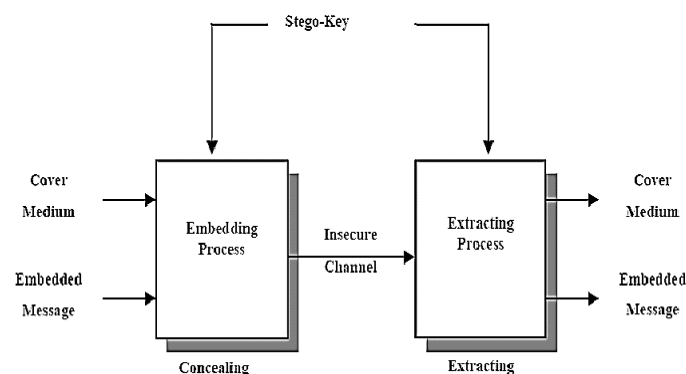 Stego-Key
Cover
Medium
Embedded
Message
Embedding
Process
Concealing
Insecure
Channel
Extracting
Process
Extracting
Cover
Medium
Embedded
Message